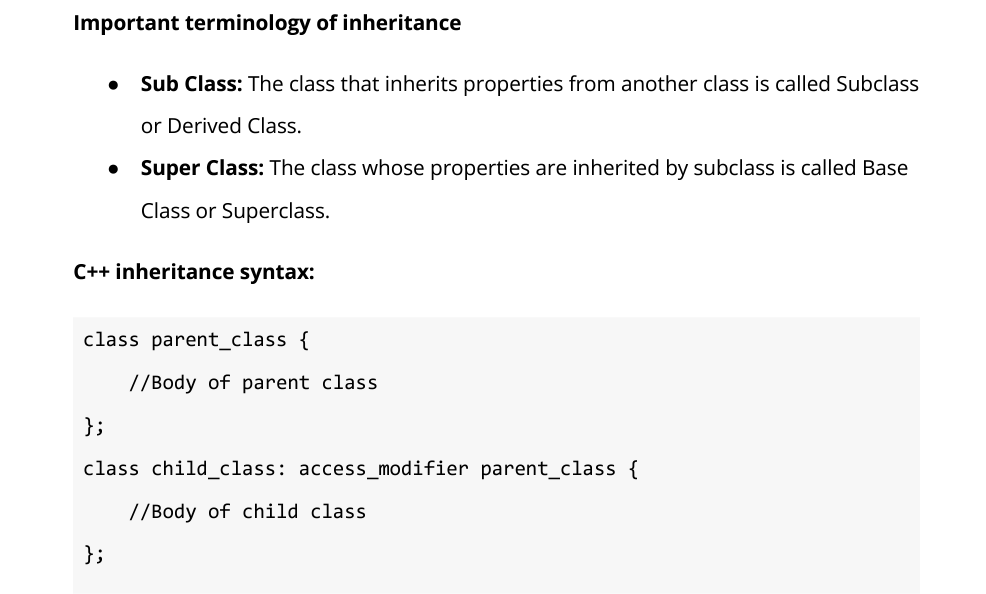 Important terminology of inheritance
● Sub Class: The class that inherits properties from another class is called Subclass
or Derived Class.
● Super Class: The class whose properties are inherited by subclass is called Base
Class or Superclass.
C++ inheritance syntax:
class parent_class {
    //Body of parent class
};
class child_class: access_modifier parent_class {
    //Body of child class
};